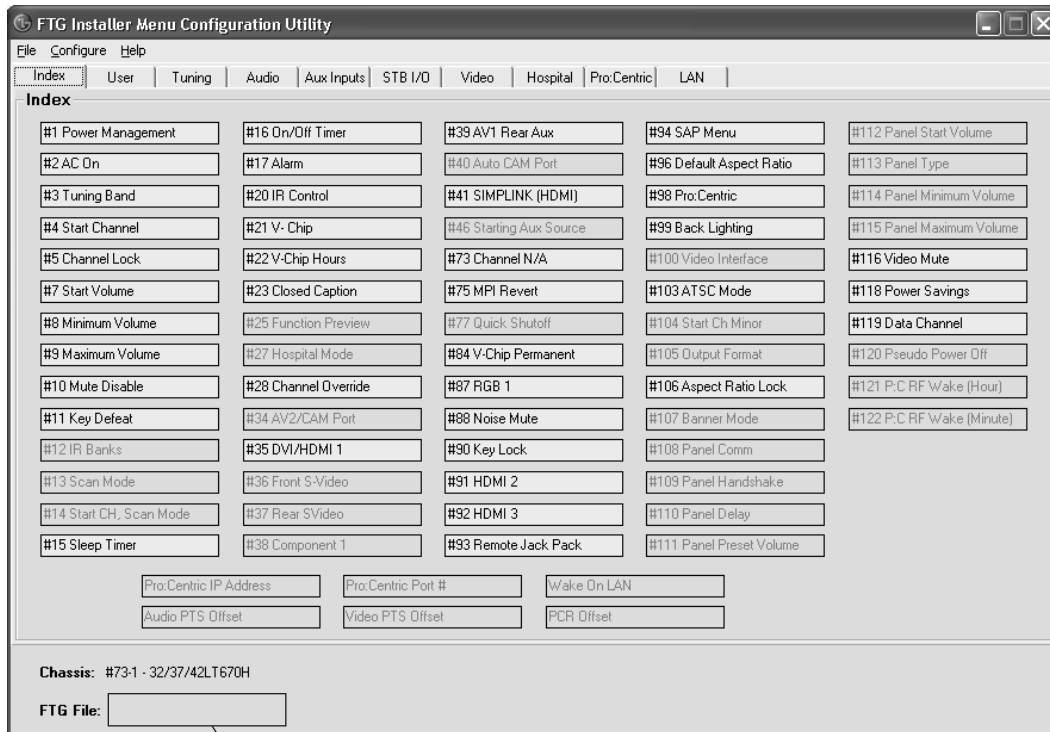 FTG Installer Menu Configuration Utility
File Configure Help
Index User Tuning Audio Aux Inputs STB I/O Video Hospital Pro:Centric LAN
Index
#1 Power Management #16 On/Off Timer #39 AV1 Rear Aux #94 SAP Menu #112 Panel Start Volume
#2 AC On #17 Alarm #40 Auto CAM Port #96 Default Aspect Ratio #113 Panel Type
#3 Tuning Band #20 IR Control #41 SIMPLINK (HDMI) #98 Pro:Centric #114 Panel Minimum Volume
#4 Start Channel #21 V- Chip #46 Starting Aux Source #99 Back Lighting #115 Panel Maximum Volume
#5 Channel Lock #22 V-Chip Hours #73 Channel N/A #100 Video Interface #116 Video Mute
#7 Start Volume #23 Closed Caption #75 MPI Revert #103 ATSC Mode #118 Power Savings
#8 Minimum Volume #25 Function Preview #77 Quick Shutoff #104 Start Ch Minor #119 Data Channel
#9 Maximum Volume #27 Hospital Mode #84 V-Chip Permanent #105 Output Format #120 Pseudo Power Off
#10 Mute Disable #28 Channel Override #87 RGB 1 #106 Aspect Ratio Lock #121 P:C RF Wake (Hour)
#11 Key Defeat #34 AV2/CAM Port #88 Noise Mute #107 Banner Mode #122 P:C RF Wake (Minute)
#12 IR Banks #35 DVI/HDMI 1 #90 Key Lock #108 Panel Comm
#13 Scan Mode #36 Front S-Video #91 HDMI 2 #109 Panel Handshake
#14 Start CH, Scan Mode #37 Rear SVideo #92 HDMI 3 #110 Panel Delay
#15 Sleep Timer #38 Component 1 #93 Remote Jack Pack #111 Panel Preset Volume
Pro:Centric IP Address Pro:Centric Port # Wake On LAN
Audio PTS Offset Video PTS Offset PCR Offset
Chassis: #73-1 - 32/37/42LT670H
FTG File: